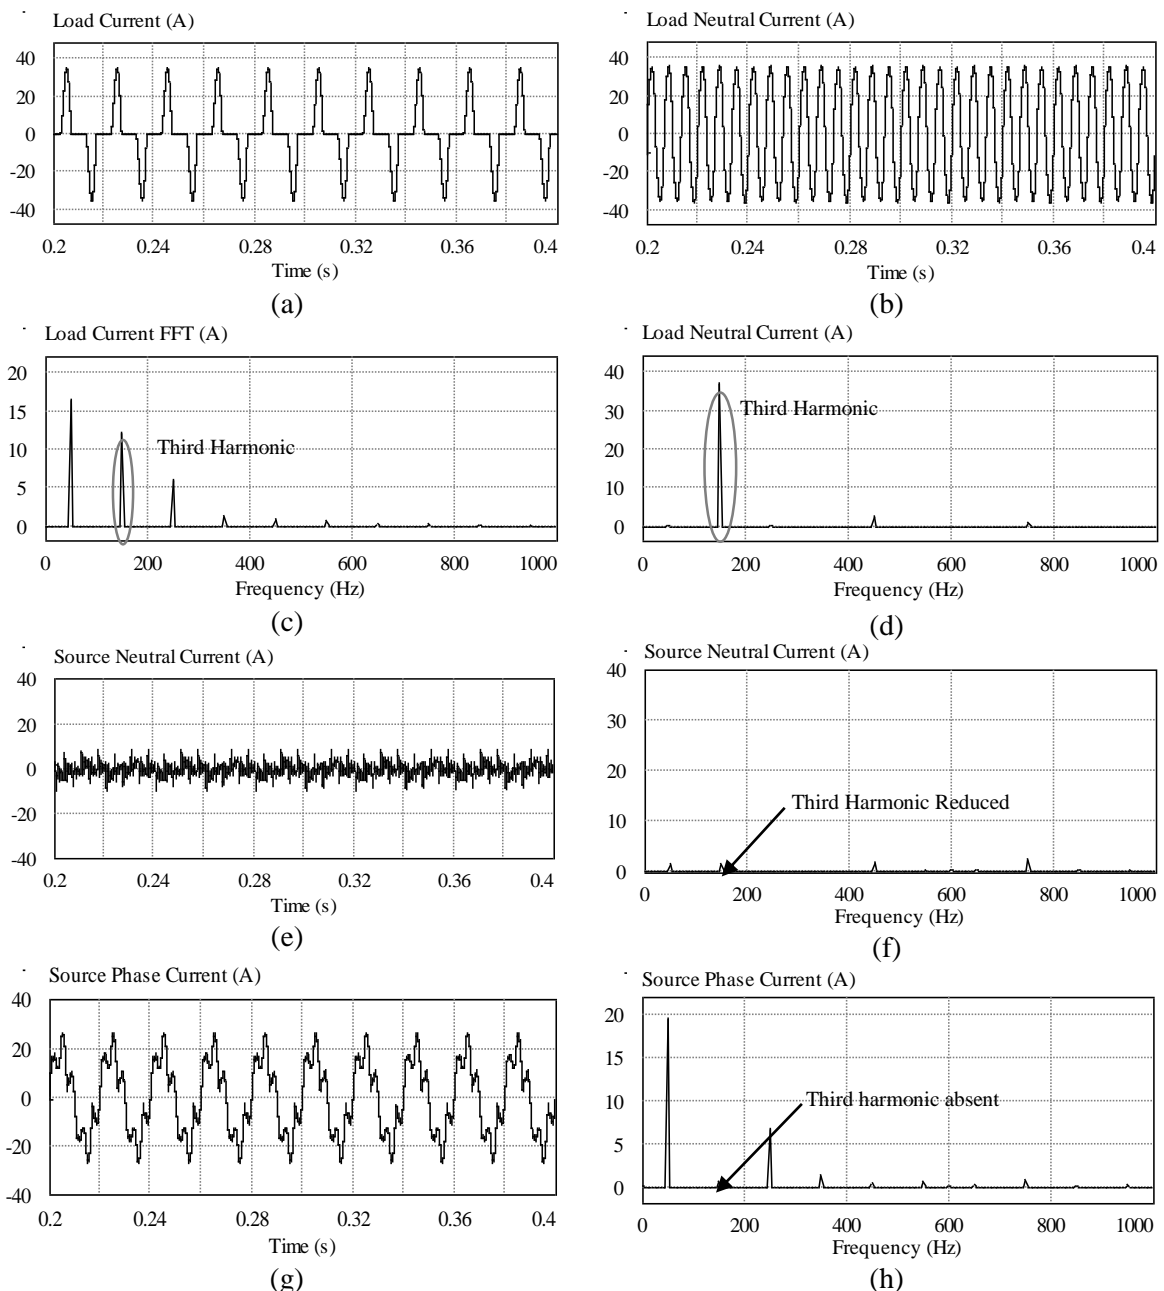 Load Current (A)
40
20
0
-20
-40
0.2 0.24 0.28 0.32 0.36 0.4
Time (s)
(a)
Load Neutral Current (A)
40
20
0
-20
-40
0.2 0.24 0.28 0.32 0.36 0.4
Time (s)
(b)
Load Current FFT (A)
20
15
10
5
0
Third Harmonic
0 200 400 600 800 1000
Frequency (Hz)
(c)
Load Neutral Current (A)
40
30
20
10
0
Third Harmonic
0 200 400 600 800 1000
Frequency (Hz)
(d)
Source Neutral Current (A)
40
20
0
-20
-40
0.2 0.24 0.28 0.32 0.36 0.4
Time (s)
(e)
Source Neutral Current (A)
40
30
20
10
0
Third Harmonic Reduced
0 200 400 600 800 1000
Frequency (Hz)
(f)
Source Phase Current (A)
40
20
0
-20
-40
0.2 0.24 0.28 0.32 0.36 0.4
Time (s)
(g)
Source Phase Current (A)
20
15
10
5
0
Third harmonic absent
0 200 400 600 800 1000
Frequency (Hz)
(h)